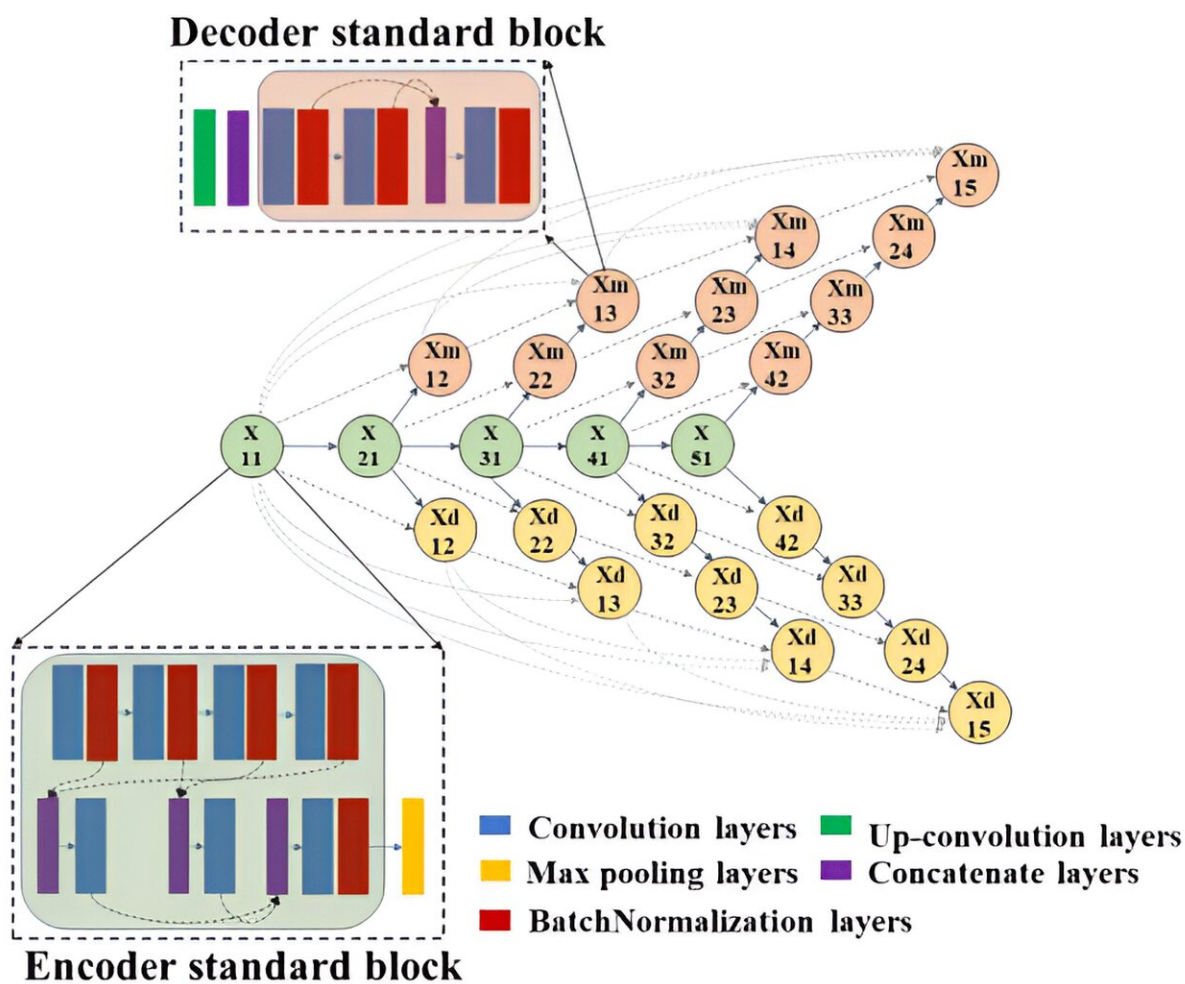 Decoder standard block
Xm
15
Xm
14
Xm
24
Xm
13
Xm
23
Xm
33
Xm
12
Xm
22
Xm
32
Xm
42
X
11
X
21
X
31
X
41
X
51
Xd
12
Xd
22
Xd
32
Xd
42
Xd
13
Xd
23
Xd
33
Xd
14
Xd
24
Xd
15
Convolution layers
Up-convolution layers
Max pooling layers
Concatenate layers
BatchNormalization layers
Encoder standard block